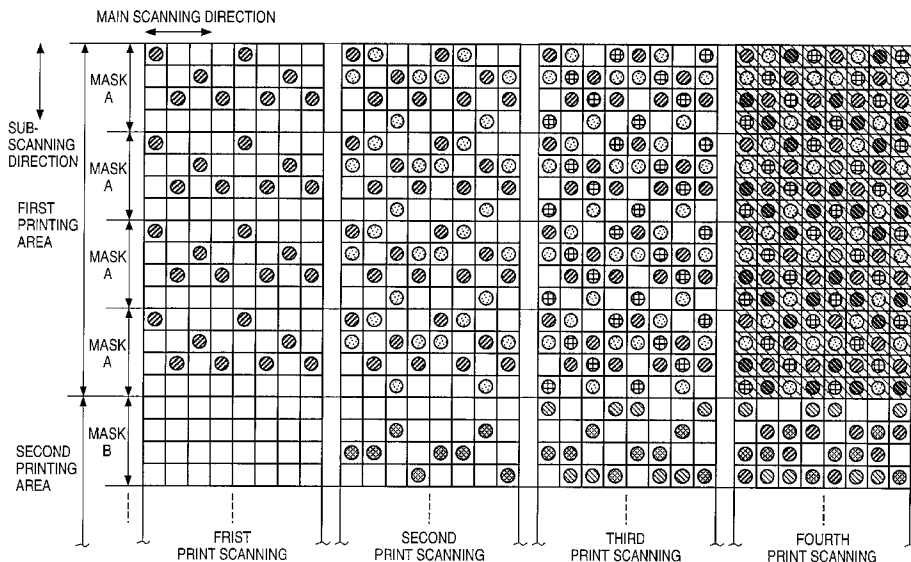 MAIN SCANNING DIRECTION
SUB-
SCANNING
DIRECTION
MASK
A
MASK
A
FIRST
PRINTING
AREA
MASK
A
MASK
A
MASK
B
SECOND
PRINTING
AREA
FRIST
PRINT SCANNING
SECOND
PRINT SCANNING
THIRD
PRINT SCANNING
FOURTH
PRINT SCANNING